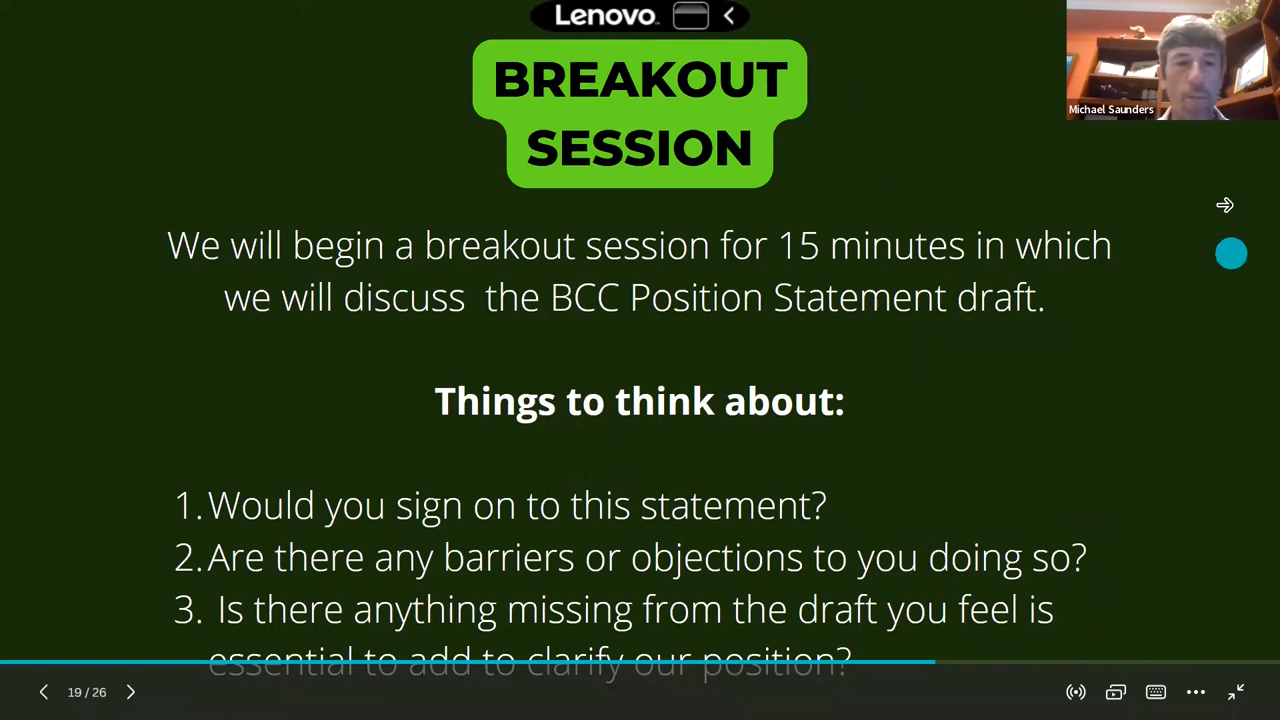 Lenovo
BREAKOUT
SESSION
Michael Saunders
We will begin a breakout session for 15 minutes in which
we will discuss the BCC Position Statement draft.
Things to think about:
1. Would you sign on to this statement?
2. Are there any barriers or objections to you doing so?
3. Is there anything missing from the draft you feel is
essential to add to clarify our position?
19 / 26